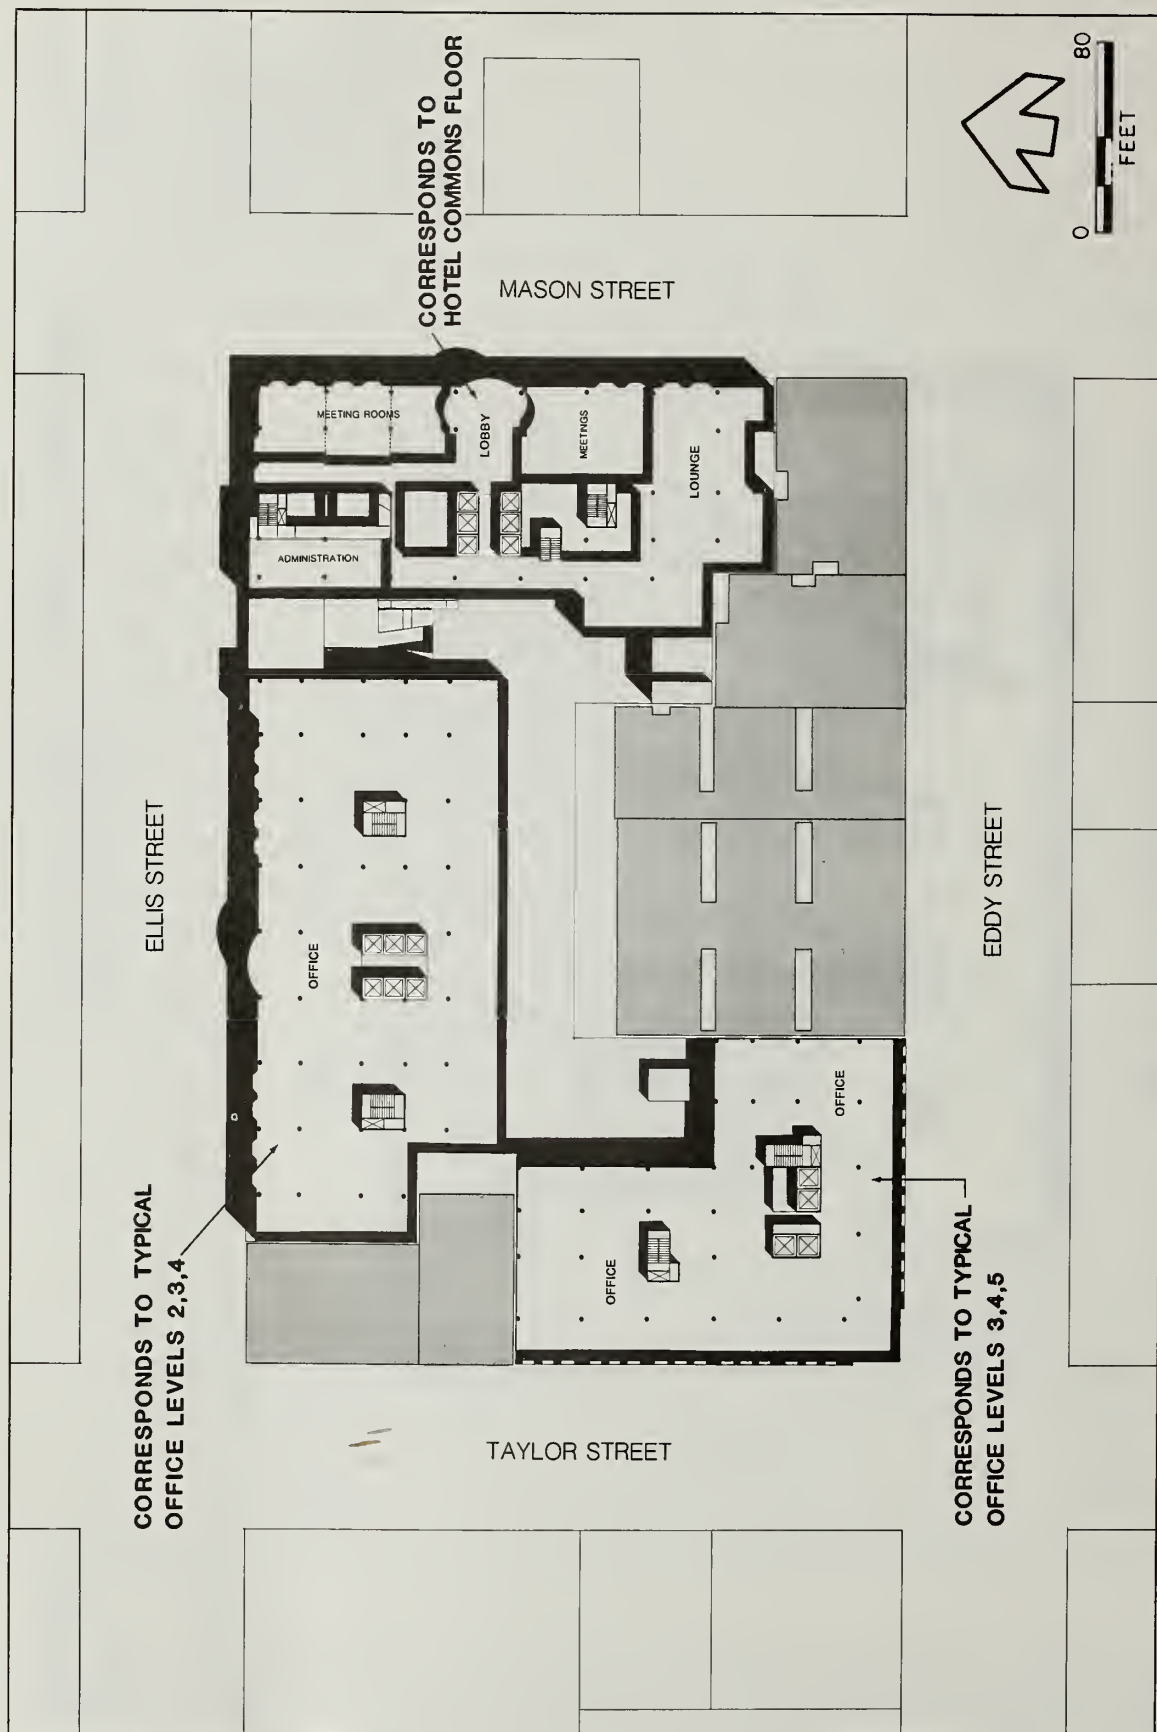 CORRESPONDS TO
HOTEL COMMONS FLOOR
MASON STREET
MEETING ROOMS
LOBBY
MEETINGS
LOUNGE
ADMINISTRATION
ELLIS STREET
OFFICE
EDDY STREET
OFFICE
OFFICE
CORRESPONDS TO TYPICAL
OFFICE LEVELS 2,3,4
TAYLOR STREET
CORRESPONDS TO TYPICAL
OFFICE LEVELS 3,4,5
0 80
FEET